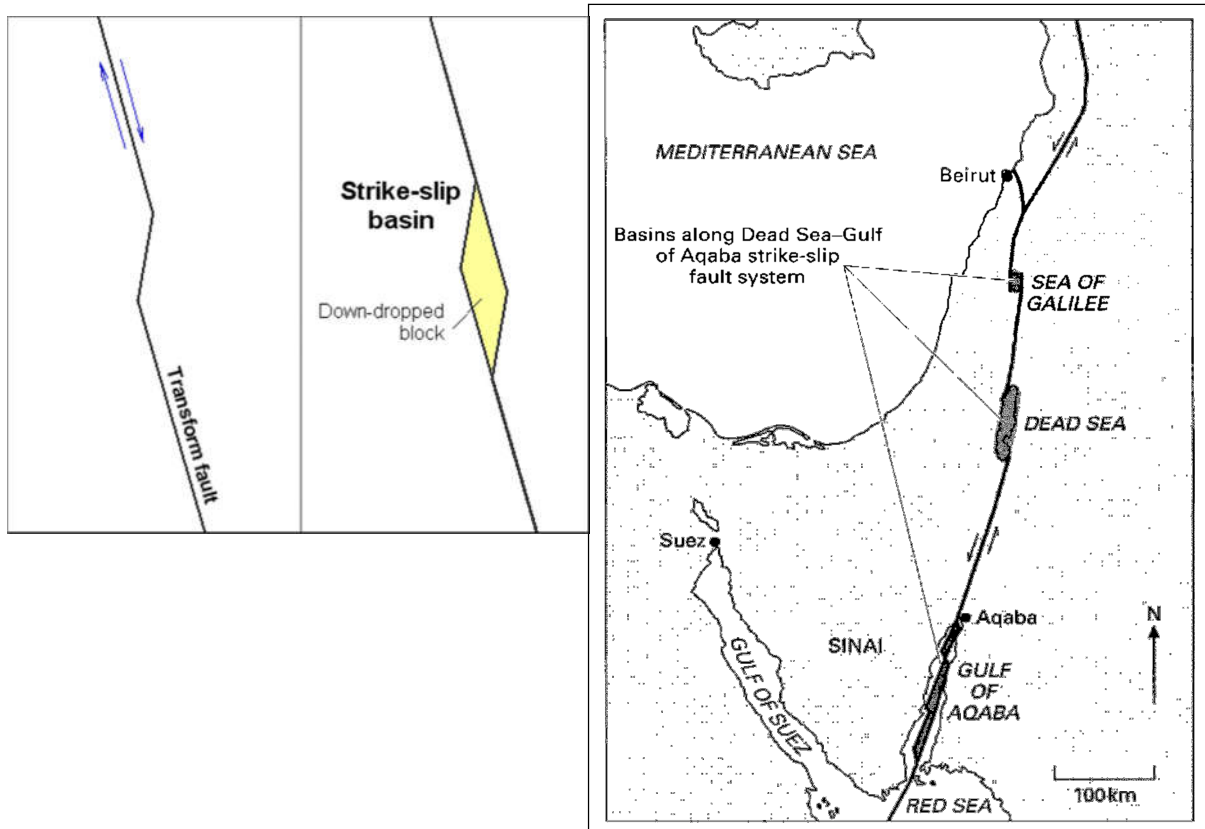 Strike-slip
basin
Down-dropped
block
Transform fault
MEDITERRANEAN SEA
Beirut
Basins along Dead Sea–Gulf
of Aqaba strike-slip
fault system
SEA OF
GALILEE
DEAD SEA
Suez
Aqaba
N
SINAI
GULF OF SUEZ
GULF
OF
AQABA
RED SEA
100km